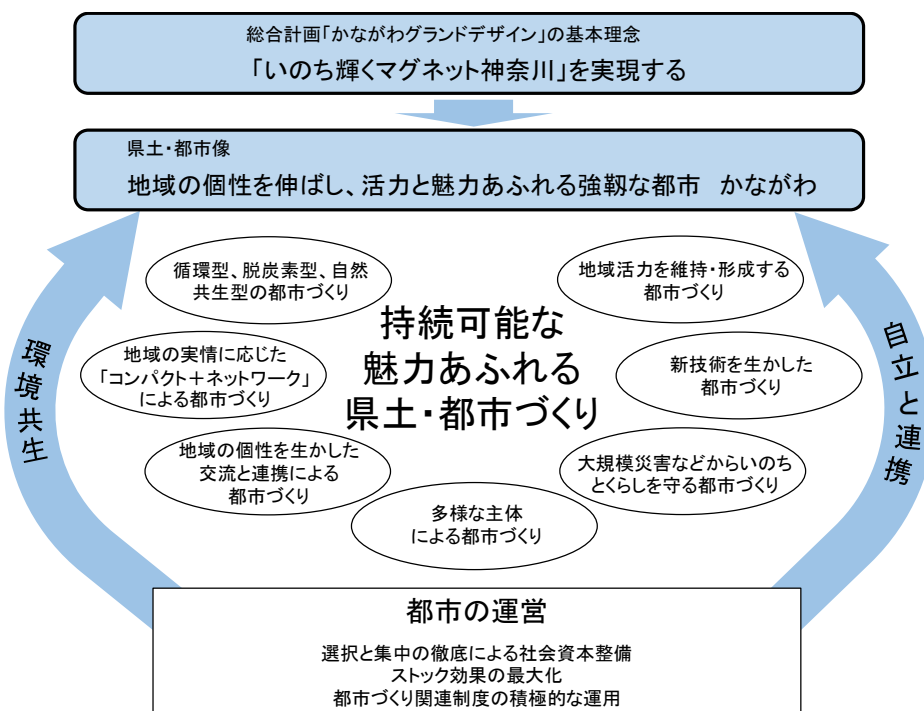 総合計画「かながわグランドデザイン」の基本理念
「いのち輝くマグネット神奈川」を実現する
県土・都市像
地域の個性を伸ばし、活力と魅力あふれる強靱な都市　かながわ
循環型、脱炭素型、自然
共生型の都市づくり
地域活力を維持・形成する
都市づくり
持続可能な
魅力あふれる
県土・都市づくり
環境共生
自立と連携
地域の実情に応じた
「コンパクト＋ネットワーク」
による都市づくり
新技術を生かした
都市づくり
地域の個性を生かした
交流と連携による
都市づくり
大規模災害などからいのち
とくらしを守る都市づくり
多様な主体
による都市づくり
都市の運営
選択と集中の徹底による社会資本整備
ストック効果の最大化
都市づくり関連制度の積極的な運用